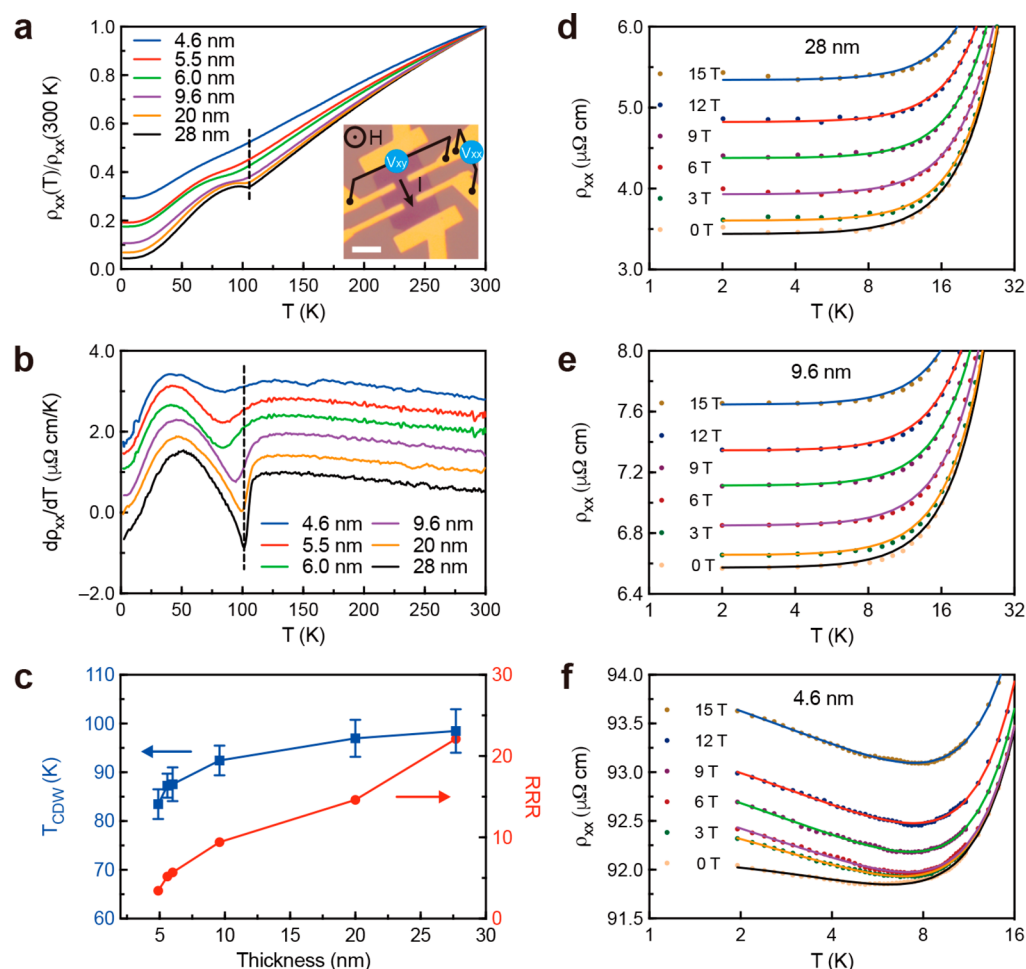 a
ρxx(T)/ρxx(300 K)
1.0
0.8
0.6
0.4
0.2
0.0
4.6 nm
5.5 nm
6.0 nm
9.6 nm
20 nm
28 nm
H
Vxy
Vxx
I
0 50 100 150 200 250 300
T (K)
b
dρxx/dT (μΩ cm/K)
4.0
2.0
0.0
−2.0
4.6 nm 9.6 nm
5.5 nm 20 nm
6.0 nm 28 nm
0 50 100 150 200 250 300
T (K)
c
TCDW (K)
110
100
90
80
70
60
30
20
10
0
RRR
5 10 15 20 25 30
Thickness (nm)
d
ρxx (μΩ cm)
6.0
5.0
4.0
3.0
28 nm
15 T
12 T
9 T
6 T
3 T
0 T
1 2 4 8 16 32
T (K)
e
ρxx (μΩ cm)
8.0
7.6
7.2
6.8
6.4
9.6 nm
15 T
12 T
9 T
6 T
3 T
0 T
1 2 4 8 16 32
T (K)
f
ρxx (μΩ cm)
94.0
93.5
93.0
92.5
92.0
91.5
4.6 nm
15 T
12 T
9 T
6 T
3 T
0 T
1 2 4 8 16
T (K)